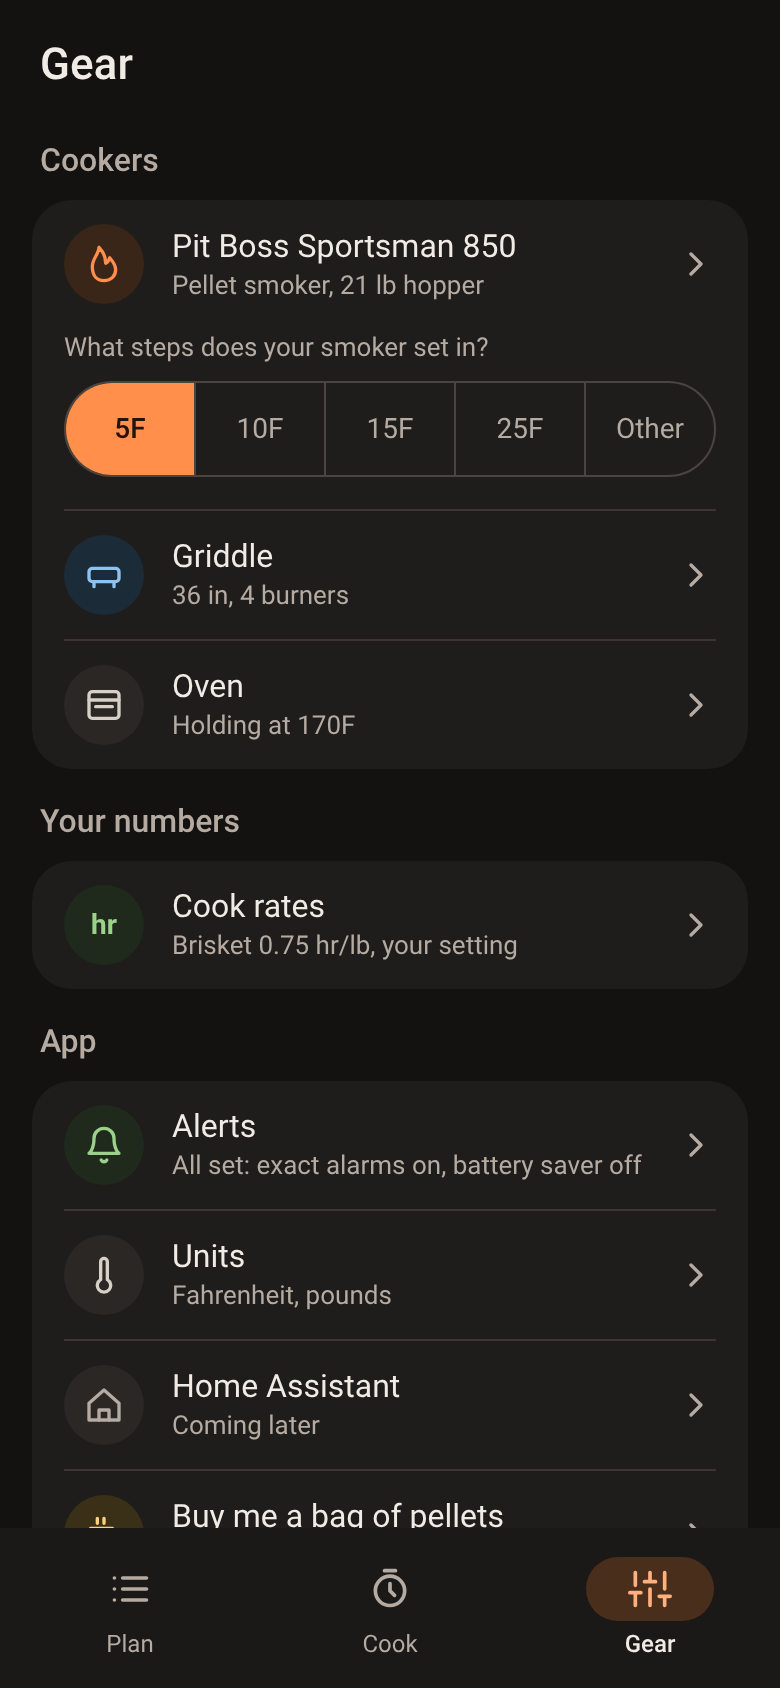 Gear
Cookers
Pit Boss Sportsman 850
Pellet smoker, 21 lb hopper
What steps does your smoker set in?
5F 10F 15F 25F Other
Griddle
36 in, 4 burners
Oven
Holding at 170F
Your numbers
hr
Cook rates
Brisket 0.75 hr/lb, your setting
App
Alerts
All set: exact alarms on, battery saver off
Units
Fahrenheit, pounds
Home Assistant
Coming later
Buy me a bag of pellets
Plan Cook Gear